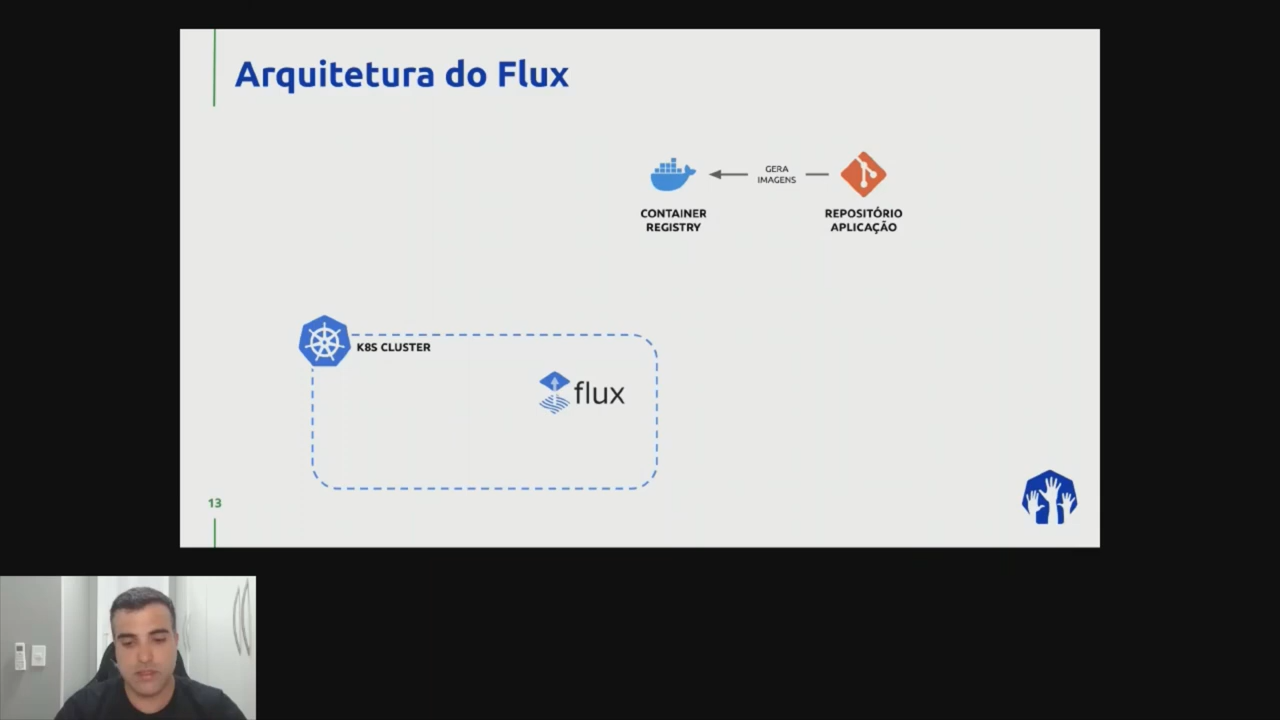 Arquitetura do Flux
GERA
IMAGENS
CONTAINER
REGISTRY
REPOSITÓRIO
APLICAÇÃO
K8S CLUSTER
flux
13